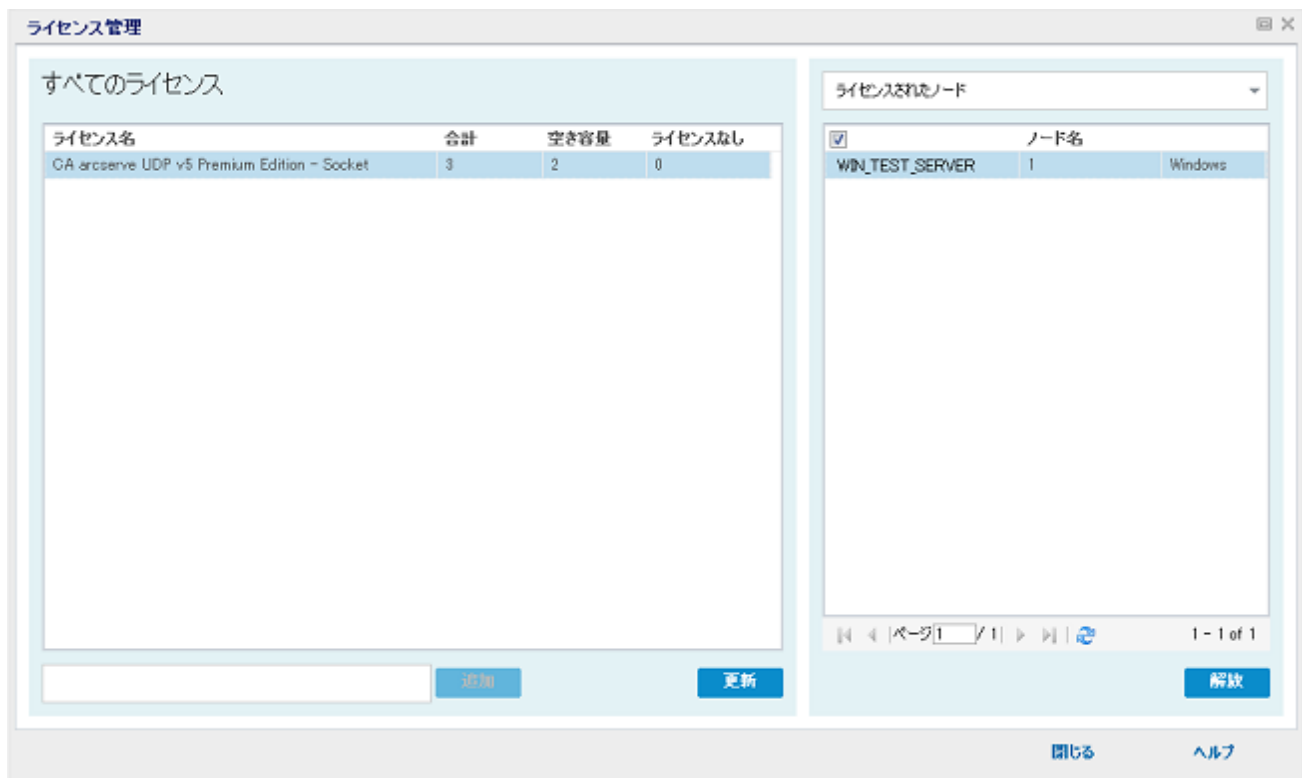 ライセンス管理
すべてのライセンス
ライセンス名 合計 空き容量 ライセンスなし
CA arcserve UDP v5 Premium Edition - Socket 3 2 0
追加 更新
ライセンスされたノード
ノード名
WIN_TEST_SERVER 1 Windows
ページ 1 / 1 1 - 1 of 1
解放
閉じる ヘルプ